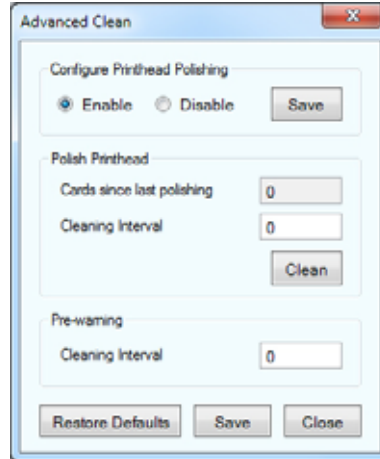 Advanced Clean
Configure Printhead Polishing
Enable Disable Save
Polish Printhead
Cards since last polishing 0
Cleaning Interval 0
Clean
Pre-warning
Cleaning Interval 0
Restore Defaults Save Close